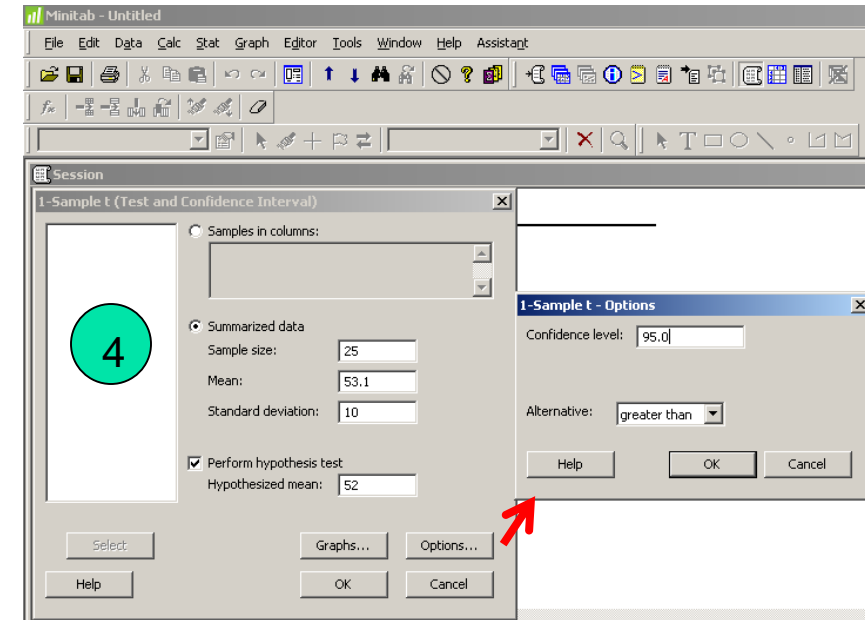 Minitab - Untitled
File Edit Data Calc Stat Graph Editor Tools Window Help Assistant
Session
1-Sample t (Test and Confidence Interval)
Samples in columns:
4
Summarized data
Sample size: 25
Mean: 53.1
Standard deviation: 10
Perform hypothesis test
Hypothesized mean: 52
Select
Graphs...
Options...
Help
OK
Cancel
1-Sample t - Options
Confidence level: 95.0
Alternative: greater than
Help
OK
Cancel